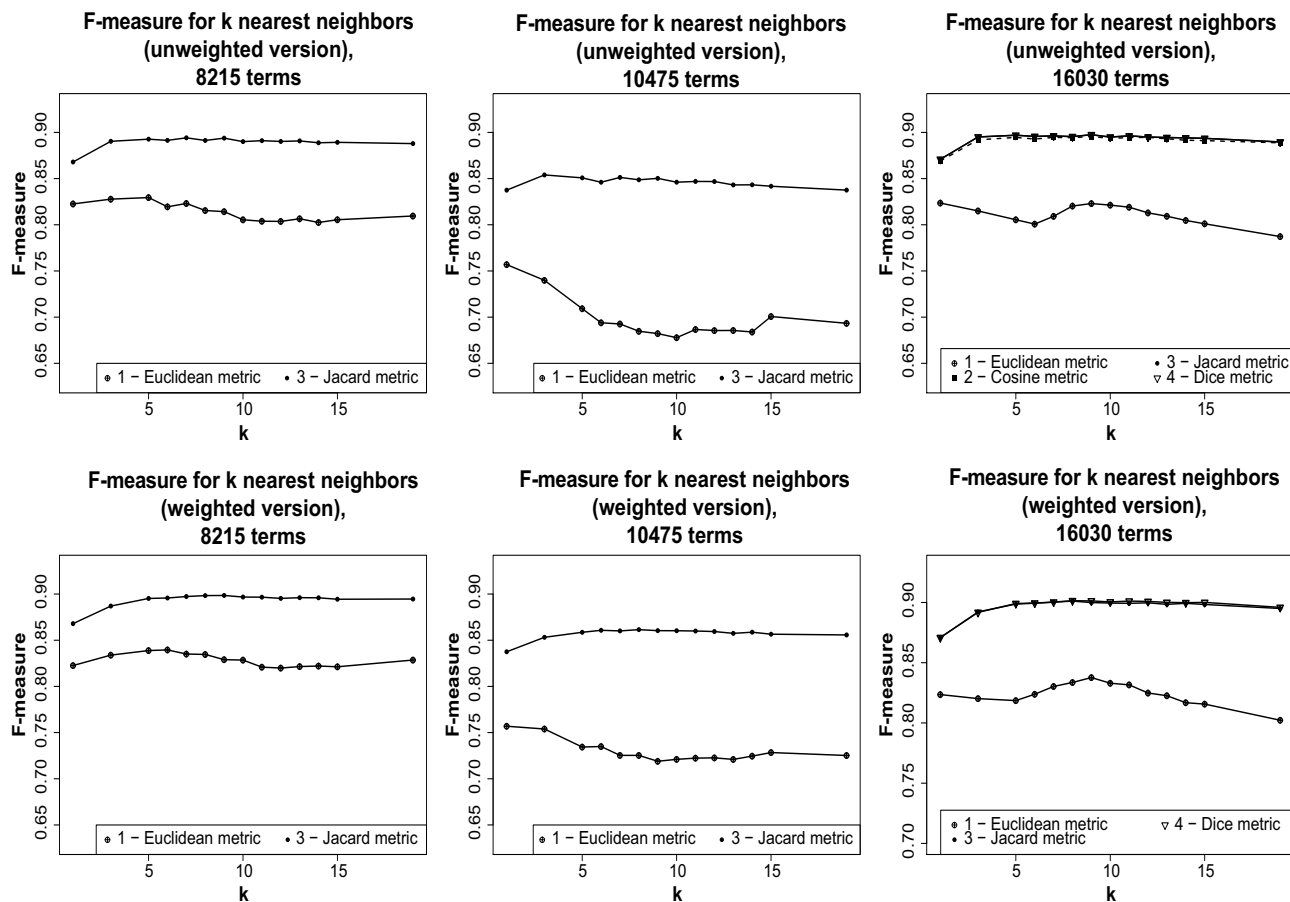 F-measure for k nearest neighbors
(unweighted version),
8215 terms
F-measure
0.90
0.85
0.80
0.75
0.70
0.65
1 − Euclidean metric
3 − Jacard metric
5
10
15
k
F-measure for k nearest neighbors
(unweighted version),
10475 terms
F-measure
0.90
0.85
0.80
0.75
0.70
0.65
1 − Euclidean metric
3 − Jacard metric
5
10
15
k
F-measure for k nearest neighbors
(unweighted version),
16030 terms
F-measure
0.90
0.85
0.80
0.75
0.70
0.65
1 − Euclidean metric
3 − Jacard metric
2 − Cosine metric
4 − Dice metric
5
10
15
k
F-measure for k nearest neighbors
(weighted version),
8215 terms
F-measure
0.90
0.85
0.80
0.75
0.70
0.65
1 − Euclidean metric
3 − Jacard metric
5
10
15
k
F-measure for k nearest neighbors
(weighted version),
10475 terms
F-measure
0.90
0.85
0.80
0.75
0.70
0.65
1 − Euclidean metric
3 − Jacard metric
5
10
15
k
F-measure for k nearest neighbors
(weighted version),
16030 terms
F-measure
0.90
0.85
0.80
0.75
0.70
1 − Euclidean metric
4 − Dice metric
3 − Jacard metric
5
10
15
k